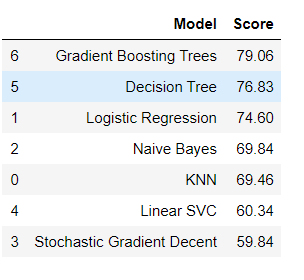 Model Score
6 Gradient Boosting Trees 79.06
5 Decision Tree 76.83
1 Logistic Regression 74.60
2 Naive Bayes 69.84
0 KNN 69.46
4 Linear SVC 60.34
3 Stochastic Gradient Decent 59.84